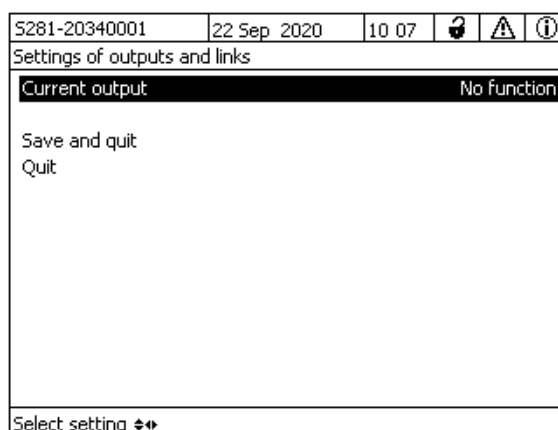 S281-20340001 22 Sep 2020 10 07
Settings of outputs and links
Current output No function
Save and quit
Quit
Select setting